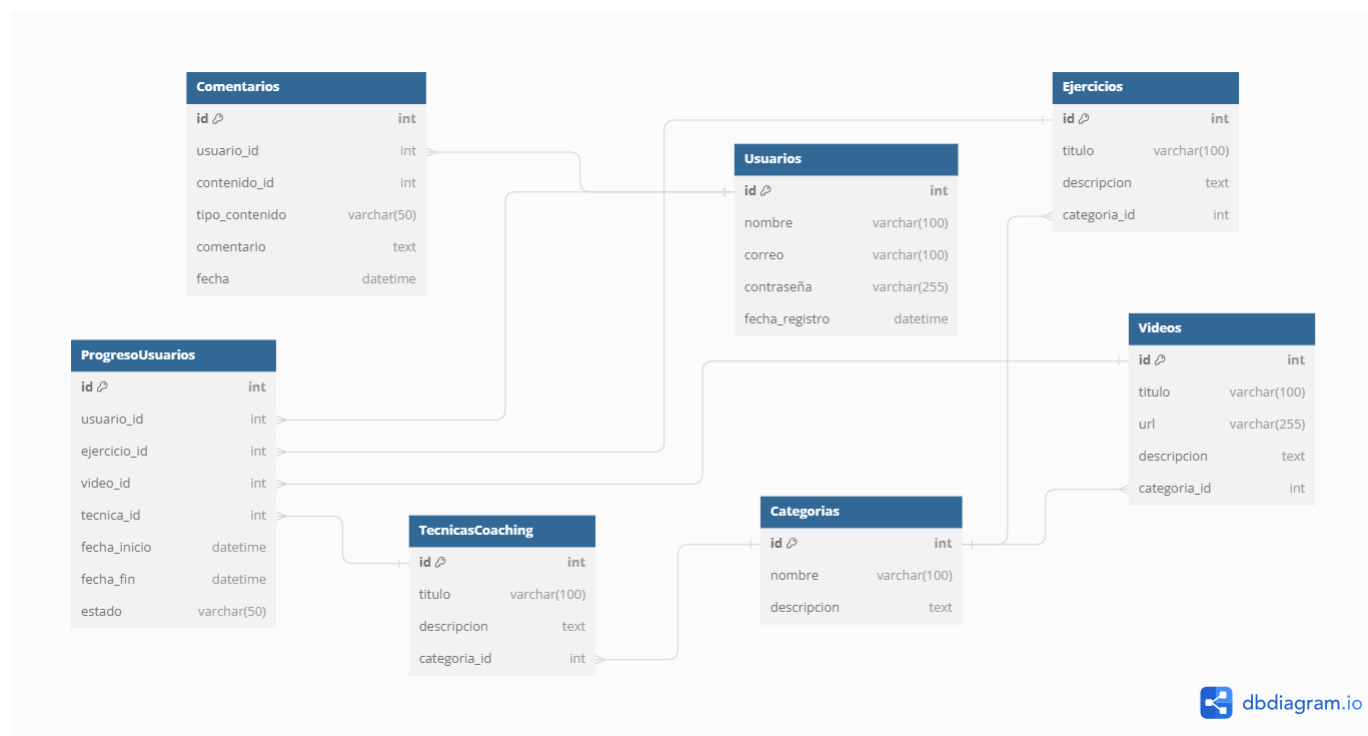 Comentarios
id int
usuario_id int
contenido_id int
tipo_contenido varchar(50)
comentario text
fecha datetime
Usuarios
id int
nombre varchar(100)
correo varchar(100)
contraseña varchar(255)
fecha_registro datetime
Ejercicios
id int
titulo varchar(100)
descripcion text
categoria_id int
ProgresoUsuarios
id int
usuario_id int
ejercicio_id int
video_id int
tecnica_id int
fecha_inicio datetime
fecha_fin datetime
estado varchar(50)
Videos
id int
titulo varchar(100)
url varchar(255)
descripcion text
categoria_id int
TecnicasCoaching
id int
titulo varchar(100)
descripcion text
categoria_id int
Categorias
id int
nombre varchar(100)
descripcion text
dbdiagram.io